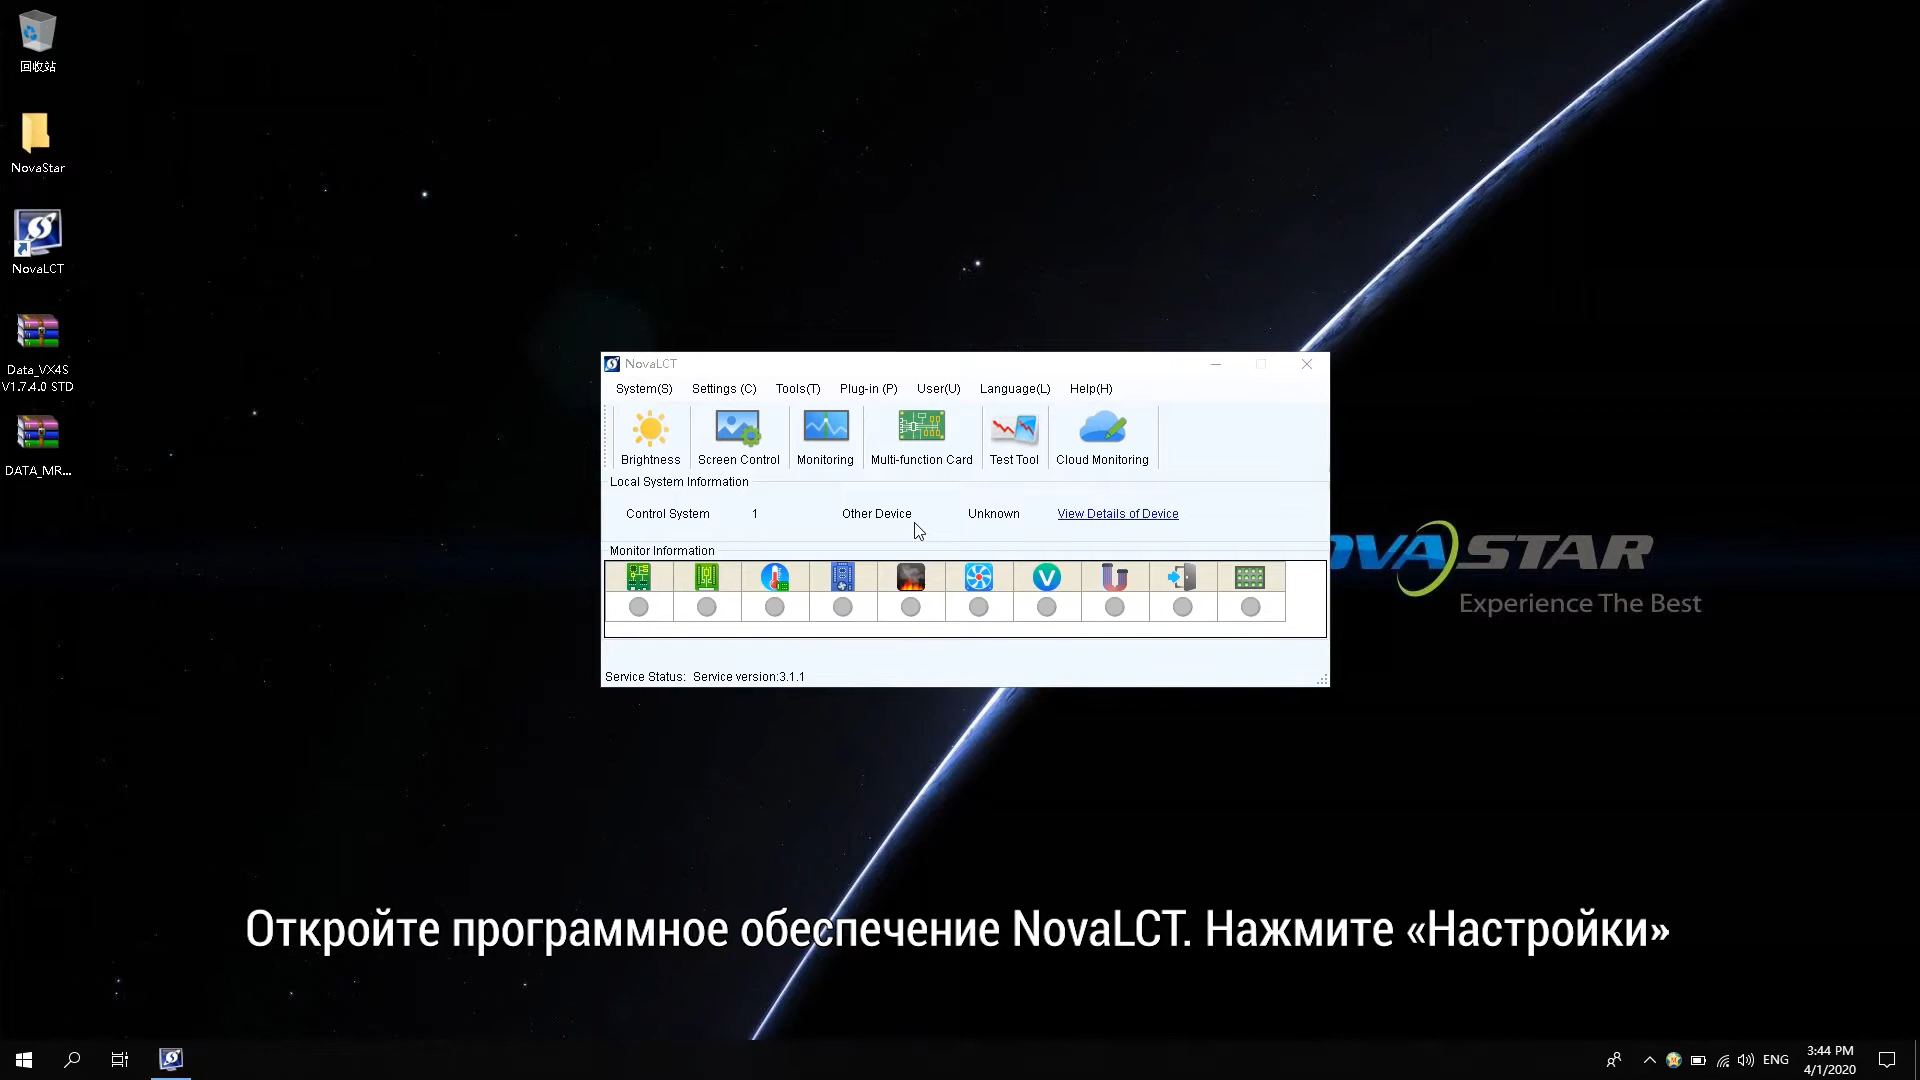 回收站
NovaStar
NovaLCT
Data_VX4S
V1.7.4.0 STD
DATA_MR...
NovaLCT
System(S) Settings (C) Tools(T) Plug-in (P) User(U) Language(L) Help(H)
Brightness Screen Control Monitoring Multi-function Card Test Tool Cloud Monitoring
Local System Information
Control System 1 Other Device Unknown View Details of Device
Monitor Information
V
Service Status: Service version:3.1.1
OVASTAR
Experience The Best
Откройте программное обеспечение NovaLCT. Нажмите «Настройки»
ENG
3:44 PM
4/1/2020